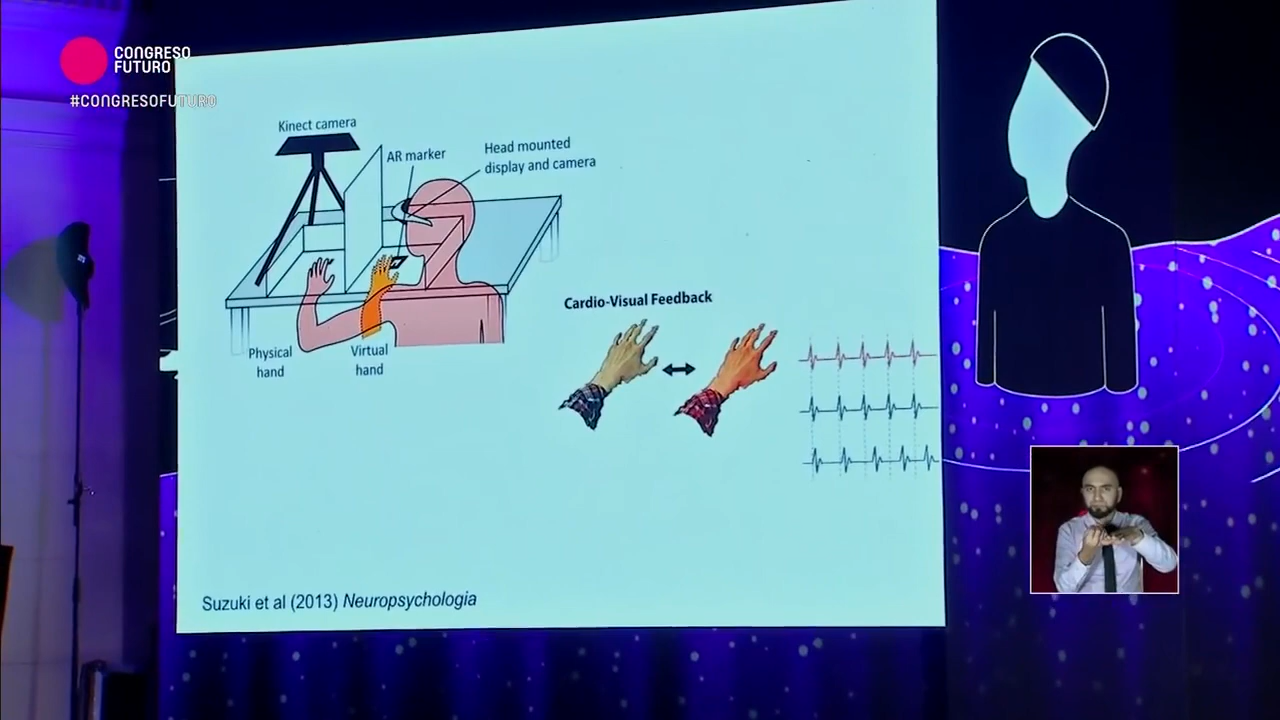 CONGRESO
FUTURO
#CONGRESOFUTURO
Kinect camera
AR marker
Head mounted
display and camera
Physical
hand
Virtual
hand
Cardio-Visual Feedback
Suzuki et al (2013) Neuropsychologia